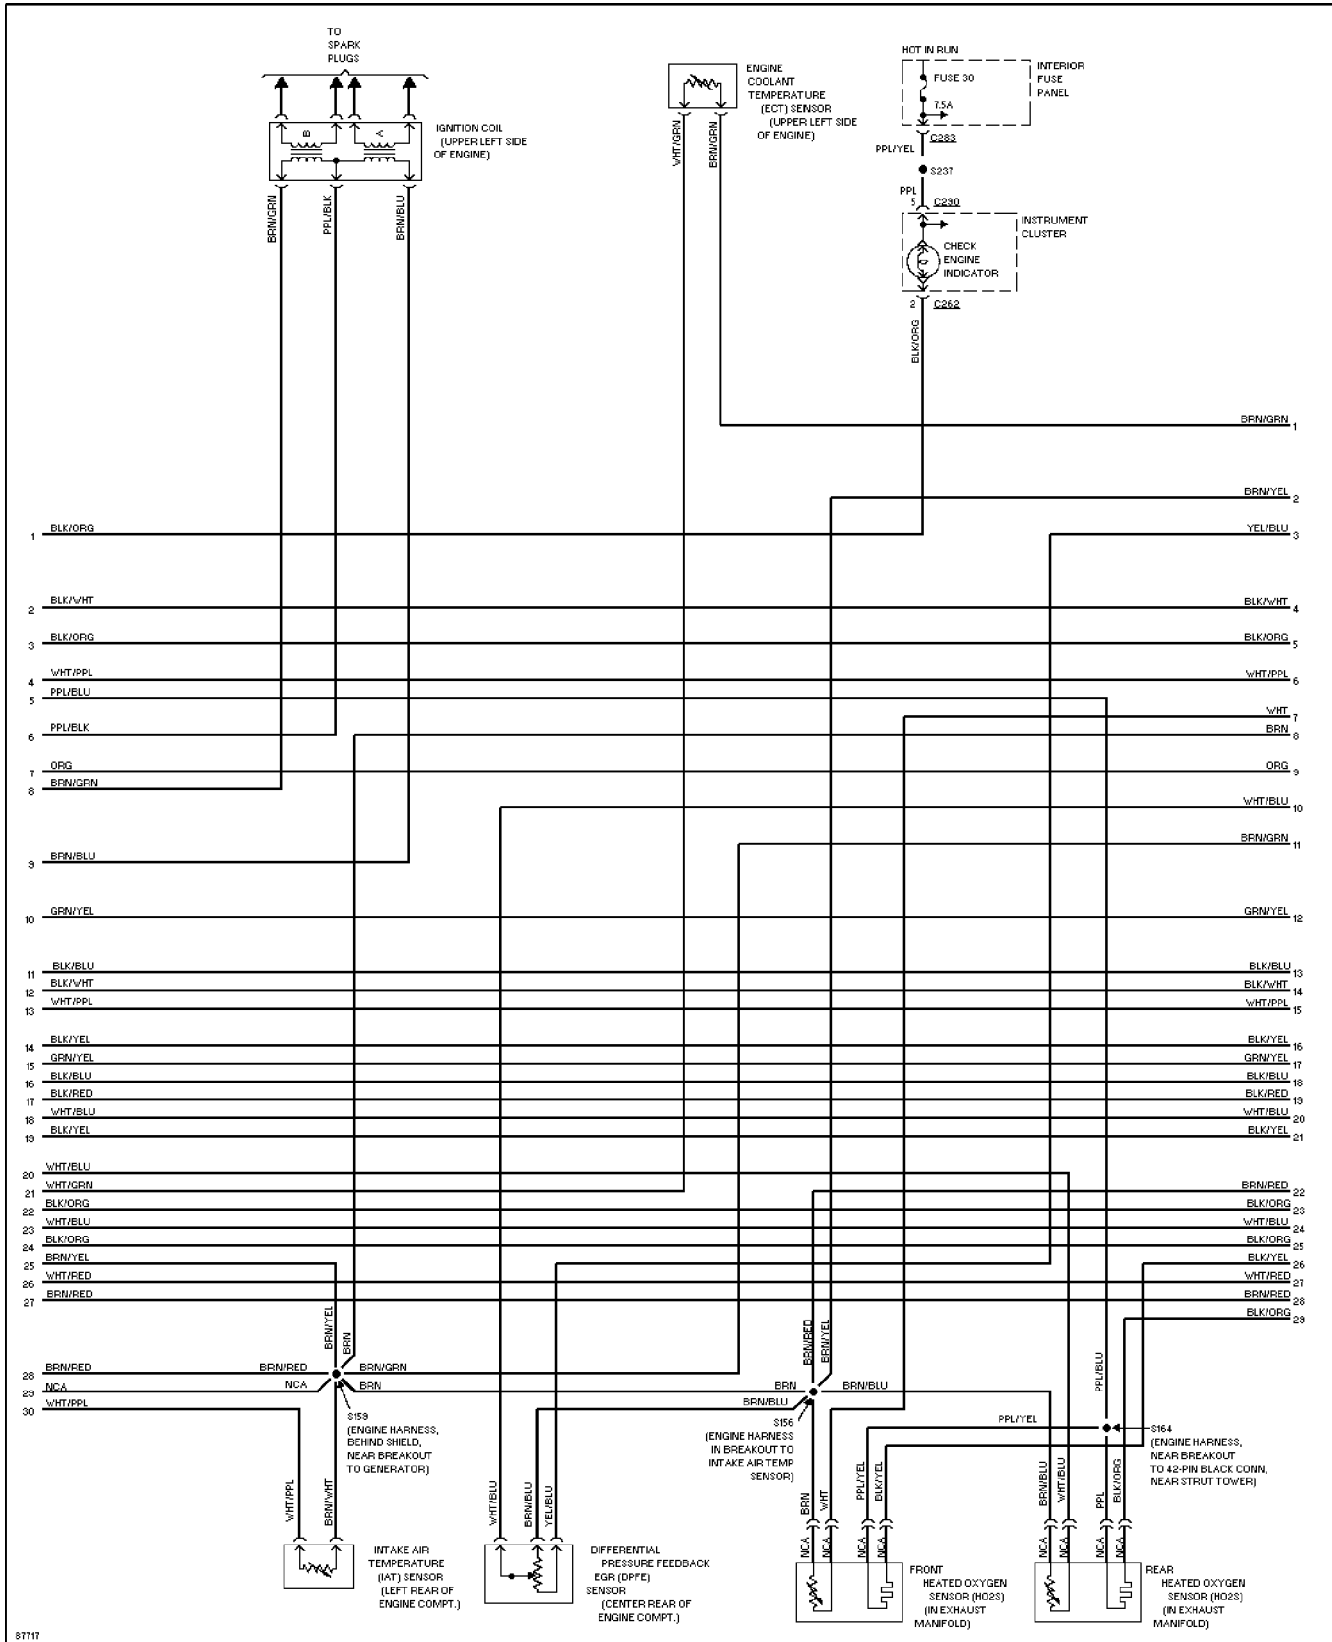 TO
SPARK
PLUGS
B
A
IGNITION COIL
(UPPER LEFT SIDE
OF ENGINE)
BRN/GRN
PPL/BLK
BRN/BLU
ENGINE
COOLANT
TEMPERATURE
(ECT) SENSOR
(UPPER LEFT SIDE
OF ENGINE)
WHT/GRN
BRN/GRN
HOT IN RUN
FUSE 30
7.5A
INTERIOR
FUSE
PANEL
C283
PPL/YEL
S237
PPL
5 C230
INSTRUMENT
CLUSTER
CHECK
ENGINE
INDICATOR
2 C262
BLK/ORG
BRN/GRN 1
BRN/YEL 2
1 BLK/ORG
YEL/BLU 3
2 BLK/WHT
BLK/WHT 4
3 BLK/ORG
BLK/ORG 5
4 WHT/PPL
WHT/PPL 6
5 PPL/BLU
WHT 7
6 PPL/BLK
BRN 8
7 ORG
ORG 9
8 BRN/GRN
WHT/BLU 10
BRN/GRN 11
9 BRN/BLU
10 GRN/YEL
GRN/YEL 12
11 BLK/BLU
BLK/BLU 13
12 BLK/WHT
BLK/WHT 14
13 WHT/PPL
WHT/PPL 15
14 BLK/YEL
BLK/YEL 16
15 GRN/YEL
GRN/YEL 17
16 BLK/BLU
BLK/BLU 18
17 BLK/RED
BLK/RED 19
18 WHT/BLU
WHT/BLU 20
19 BLK/YEL
BLK/YEL 21
20 WHT/BLU
21 WHT/GRN
BRN/RED 22
22 BLK/ORG
BLK/ORG 23
23 WHT/BLU
WHT/BLU 24
24 BLK/ORG
BLK/ORG 25
25 BRN/YEL
BLK/YEL 26
26 WHT/RED
WHT/RED 27
27 BRN/RED
BRN/RED 28
BLK/ORG 29
BRN/YEL
BRN
BRN/RED
BRN/YEL
PPL/BLU
28 BRN/RED
BRN/RED
BRN/GRN
29 NCA
NCA
BRN
BRN
BRN/BLU
30 WHT/PPL
BRN/BLU
S159
(ENGINE HARNESS,
BEHIND SHIELD,
NEAR BREAKOUT
TO GENERATOR)
S156
(ENGINE HARNESS
IN BREAKOUT TO
INTAKE AIR TEMP
SENSOR)
PPL/YEL
S164
(ENGINE HARNESS,
NEAR BREAKOUT
TO 42-PIN BLACK CONN,
NEAR STRUT TOWER)
WHT/PPL
BRN/WHT
WHT/BLU
BRN/BLU
YEL/BLU
BRN
WHT
PPL/YEL
BLK/YEL
BRN/BLU
WHT/BLU
PPL
BLK/ORG
NCA
NCA
NCA
NCA
NCA
NCA
NCA
NCA
INTAKE AIR
TEMPERATURE
(IAT) SENSOR
(LEFT REAR OF
ENGINE COMPT.)
DIFFERENTIAL
PRESSURE FEEDBACK
EGR (DPFE)
SENSOR
(CENTER REAR OF
ENGINE COMPT.)
FRONT
HEATED OXYGEN
SENSOR (HO2S)
(IN EXHAUST
MANIFOLD)
REAR
HEATED OXYGEN
SENSOR (HO2S)
(IN EXHAUST
MANIFOLD)
87717